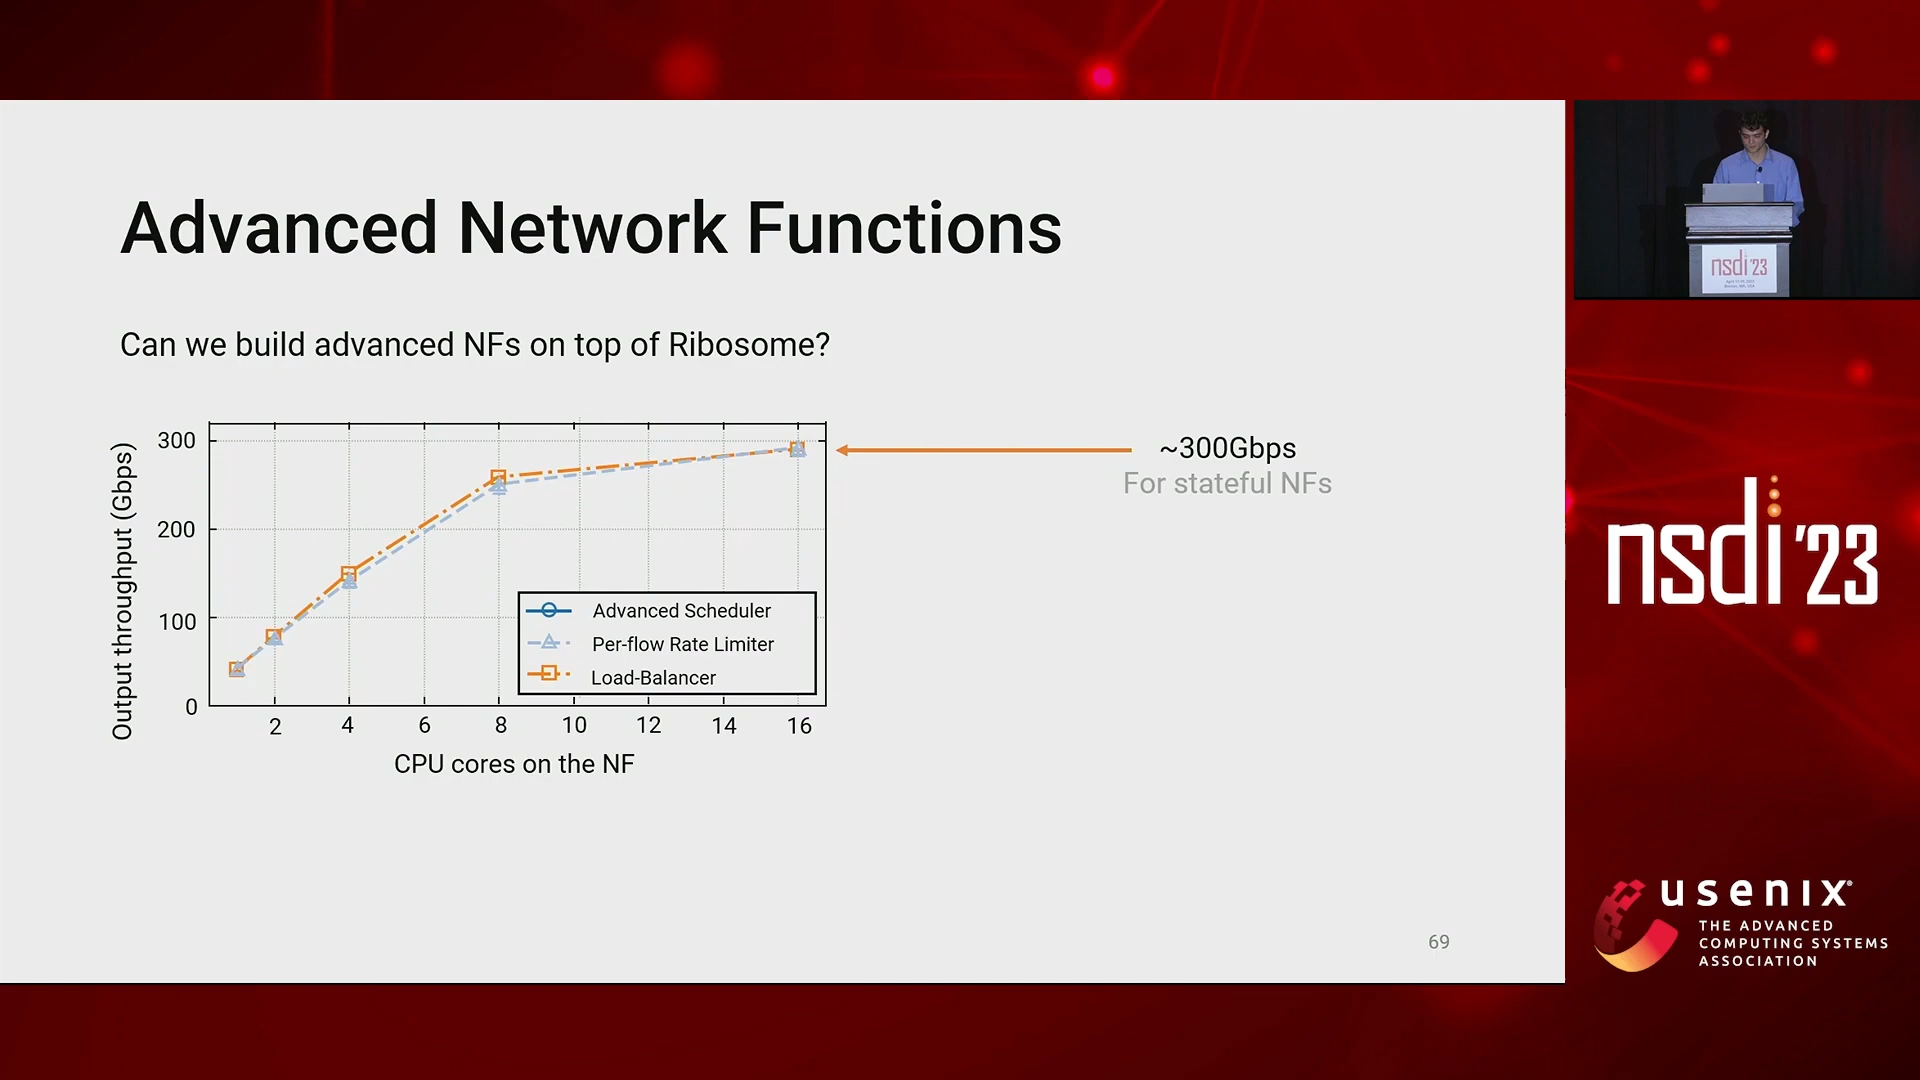 Advanced Network Functions
Can we build advanced NFs on top of Ribosome?
Output throughput (Gbps)
300
200
100
0
2 4 6 8 10 12 14 16
CPU cores on the NF
Advanced Scheduler
Per-flow Rate Limiter
Load-Balancer
~300Gbps
For stateful NFs
69
nsdi '23
nsdi '23
usenix®
THE ADVANCED
COMPUTING SYSTEMS
ASSOCIATION